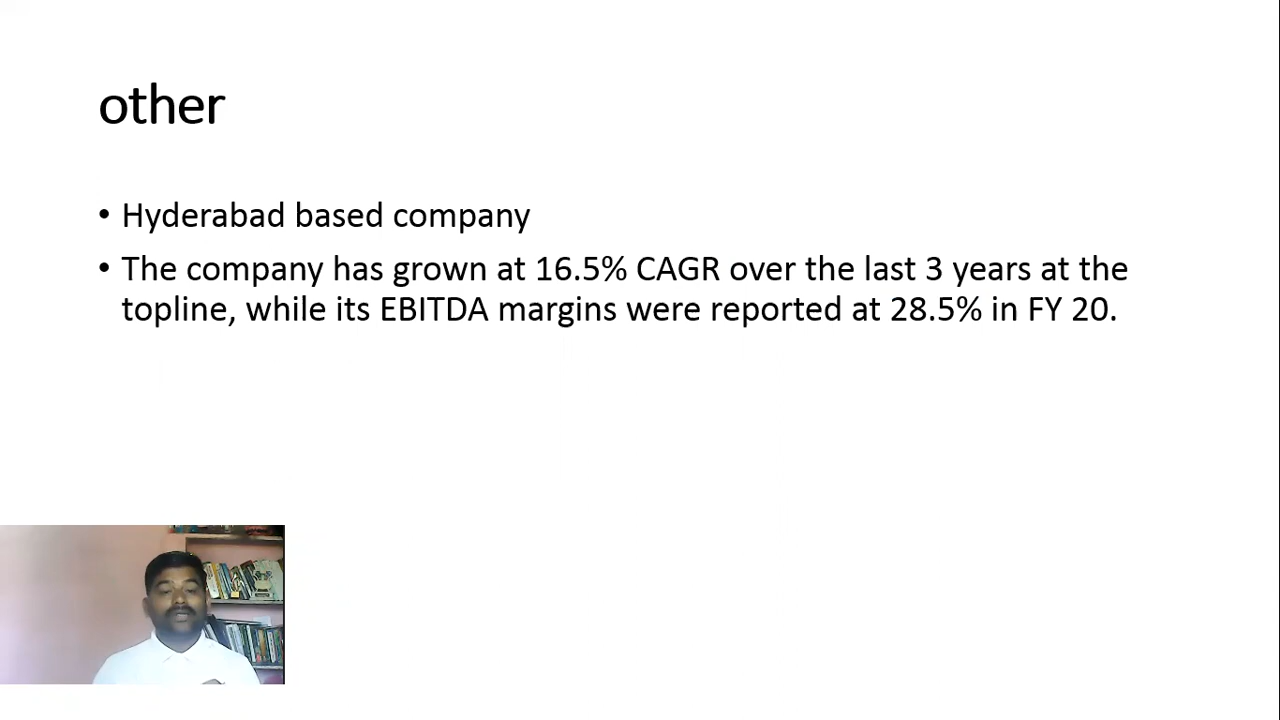 other
• Hyderabad based company
• The company has grown at 16.5% CAGR over the last 3 years at the
topline, while its EBITDA margins were reported at 28.5% in FY 20.